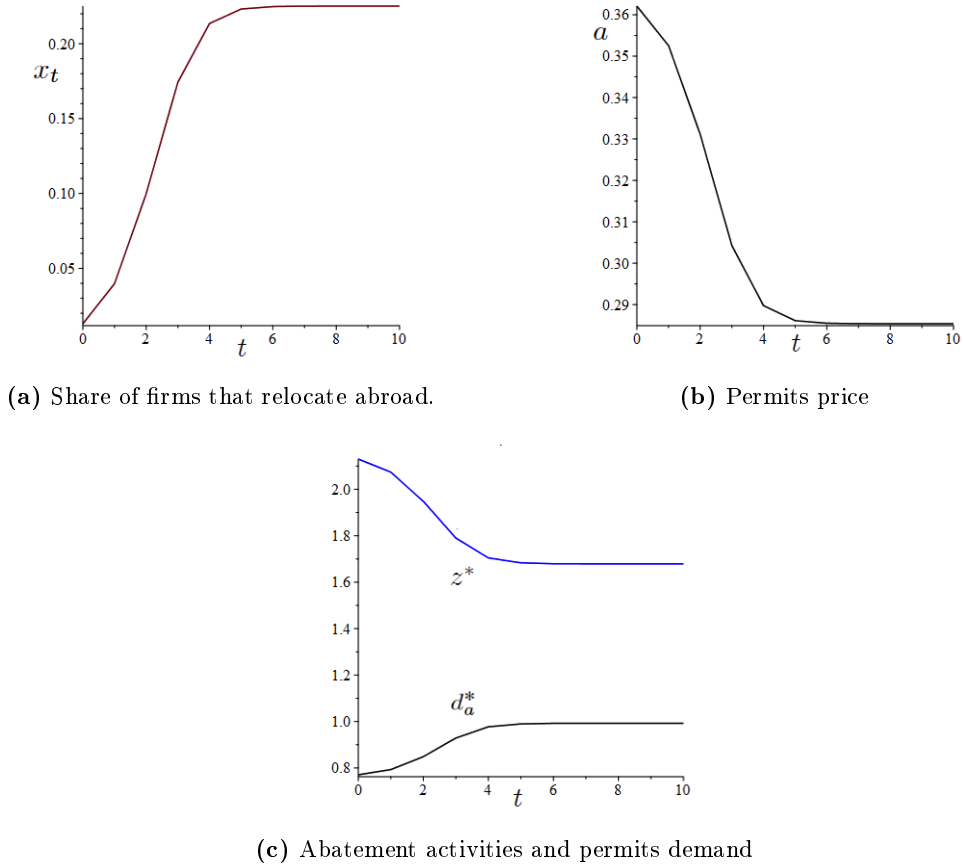 0.20
x_t
0.15
0.10
0.05
0 2 4 6 8 10
t
(a) Share of firms that relocate abroad.
0.36
a
0.35
0.34
0.33
0.32
0.31
0.30
0.29
0 2 4 6 8 10
t
(b) Permits price
2.0
1.8
1.6
z*
1.4
1.2
d_a^*
1.0
0.8
0 2 4 6 8 10
t
(c) Abatement activities and permits demand